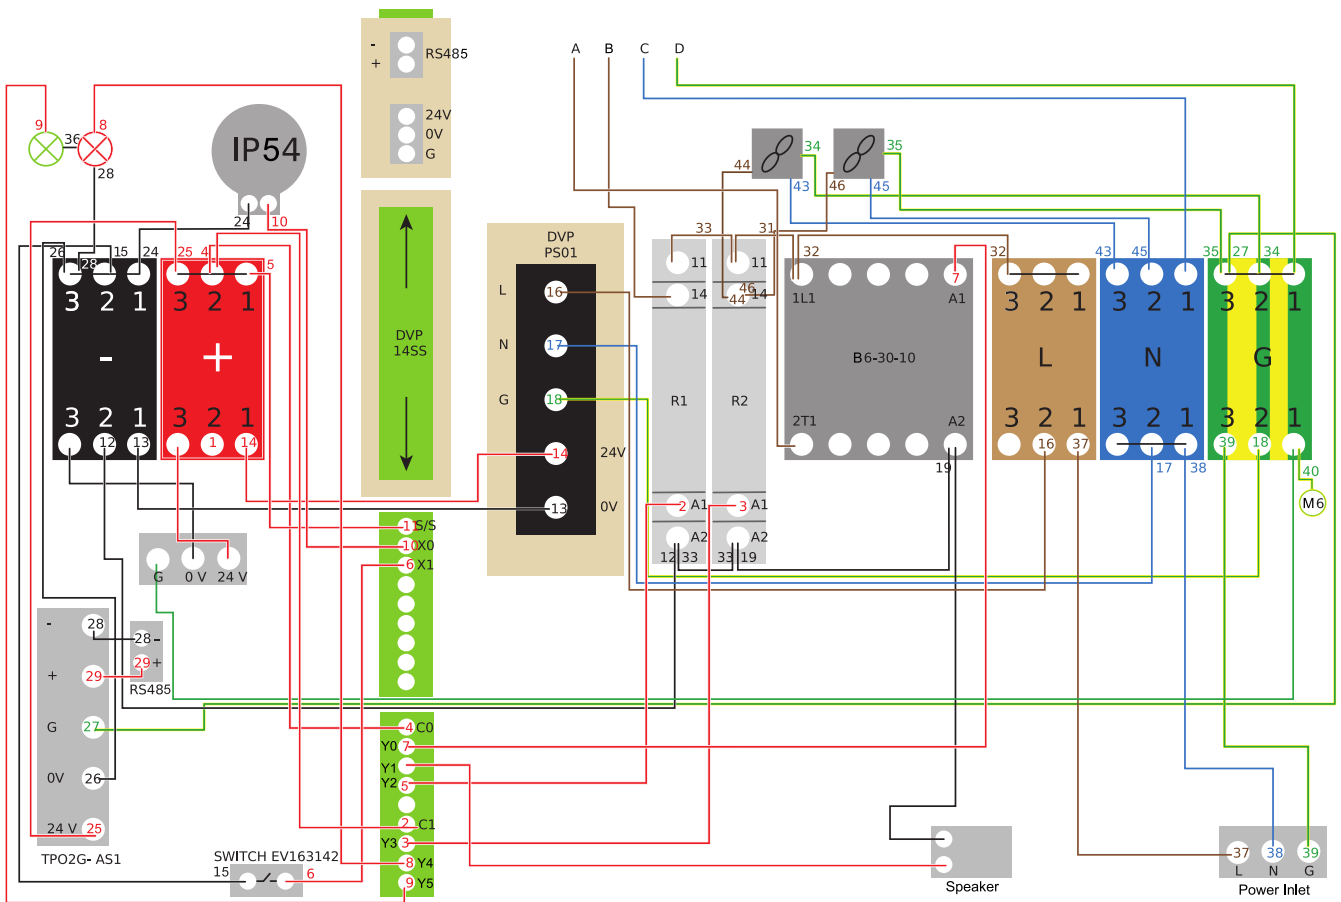 A B C D
-
+
RS485
9 36 8
28
IP54
24V
0V
G
34 35
44 43 46 45
24 10
26 28 15 24 25 4 5
33 31 32 32 43 45 35 27 34
3 2 1
3 2 1
DVP
PS01
11 11
L 16
14 46 44 14
1L1 7 A1
3 2 1
3 2 1
3 2 1
-
+
DVP
14SS
N 17
B6-30-10
L N G
G 18
R1 R2
3 2 1
3 2 1
2T1 A2
3 2 1
3 2 1
3 2 1
12 13 1 14
14 24V
19
16 37
17 38
39 18
40
M6
13 0V
2 A1 3 A1
11 S/S
10 X0
6 X1
A2 A2
12 33 33 19
G 0 V 24 V
- 28
28 -
+ 29
29 +
RS485
G 27
4 C0
Y0 7
Y1
Y2 5
0V 26
2 C1
24 V 25
Y3 3
TPO2G- AS1
SWITCH EV163142
15 6
8 Y4
9 Y5
Speaker
37 38 39
L N G
Power Inlet